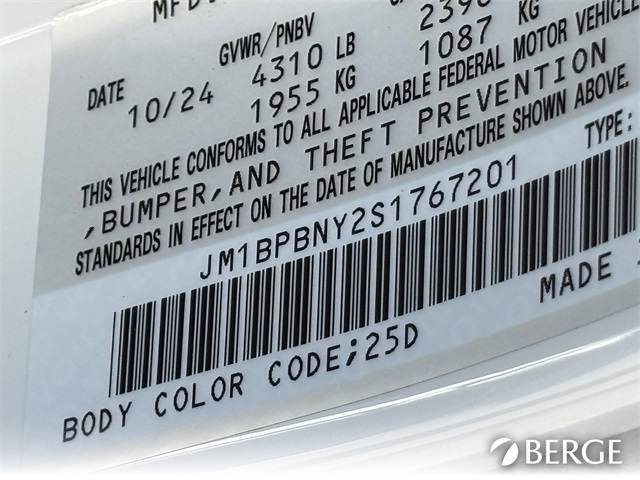 MFD
GVWR/PNBV
DATE 4310 LB
10/24 1955 KG 1087 KG
THIS VEHICLE CONFORMS TO ALL APPLICABLE FEDERAL MOTOR VEHICLE
,BUMPER,AND THEFT PREVENTION
STANDARDS IN EFFECT ON THE DATE OF MANUFACTURE SHOWN ABOVE.
JM1BPBNY2S1767201 TYPE:
MADE
BODY COLOR CODE;25D
BERGE